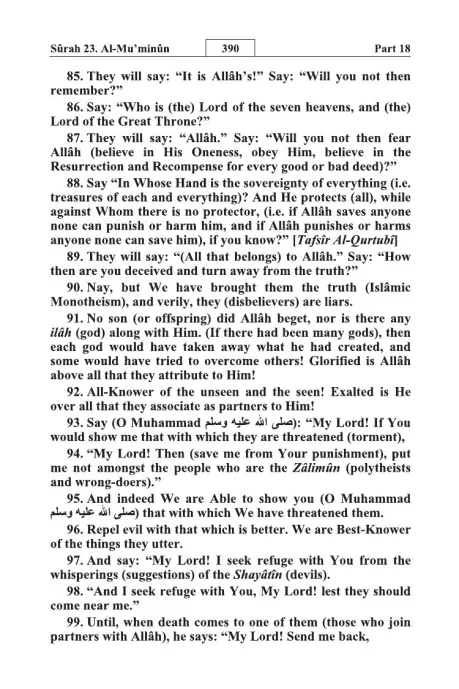 Sûrah 23. Al-Mu’minûn 390 Part 18
85. They will say: “It is Allâh’s!” Say: “Will you not then
remember?”
86. Say: “Who is (the) Lord of the seven heavens, and (the)
Lord of the Great Throne?”
87. They will say: “Allâh.” Say: “Will you not then fear
Allâh (believe in His Oneness, obey Him, believe in the
Resurrection and Recompense for every good or bad deed)?”
88. Say “In Whose Hand is the sovereignty of everything (i.e.
treasures of each and everything)? And He protects (all), while
against Whom there is no protector, (i.e. if Allâh saves anyone
none can punish or harm him, and if Allâh punishes or harms
anyone none can save him), if you know?” [Tafsîr Al-Qurtubî]
89. They will say: “(All that belongs) to Allâh.” Say: “How
then are you deceived and turn away from the truth?”
90. Nay, but We have brought them the truth (Islâmic
Monotheism), and verily, they (disbelievers) are liars.
91. No son (or offspring) did Allâh beget, nor is there any
ilâh (god) along with Him. (If there had been many gods), then
each god would have taken away what he had created, and
some would have tried to overcome others! Glorified is Allâh
above all that they attribute to Him!
92. All-Knower of the unseen and the seen! Exalted is He
over all that they associate as partners to Him!
93. Say (O Muhammad صلى الله عليه وسلم): “My Lord! If You
would show me that with which they are threatened (torment),
94. “My Lord! Then (save me from Your punishment), put
me not amongst the people who are the Zâlimûn (polytheists
and wrong-doers).”
95. And indeed We are Able to show you (O Muhammad
صلى الله عليه وسلم) that with which We have threatened them.
96. Repel evil with that which is better. We are Best-Knower
of the things they utter.
97. And say: “My Lord! I seek refuge with You from the
whisperings (suggestions) of the Shayâtîn (devils).
98. “And I seek refuge with You, My Lord! lest they should
come near me.”
99. Until, when death comes to one of them (those who join
partners with Allâh), he says: “My Lord! Send me back,